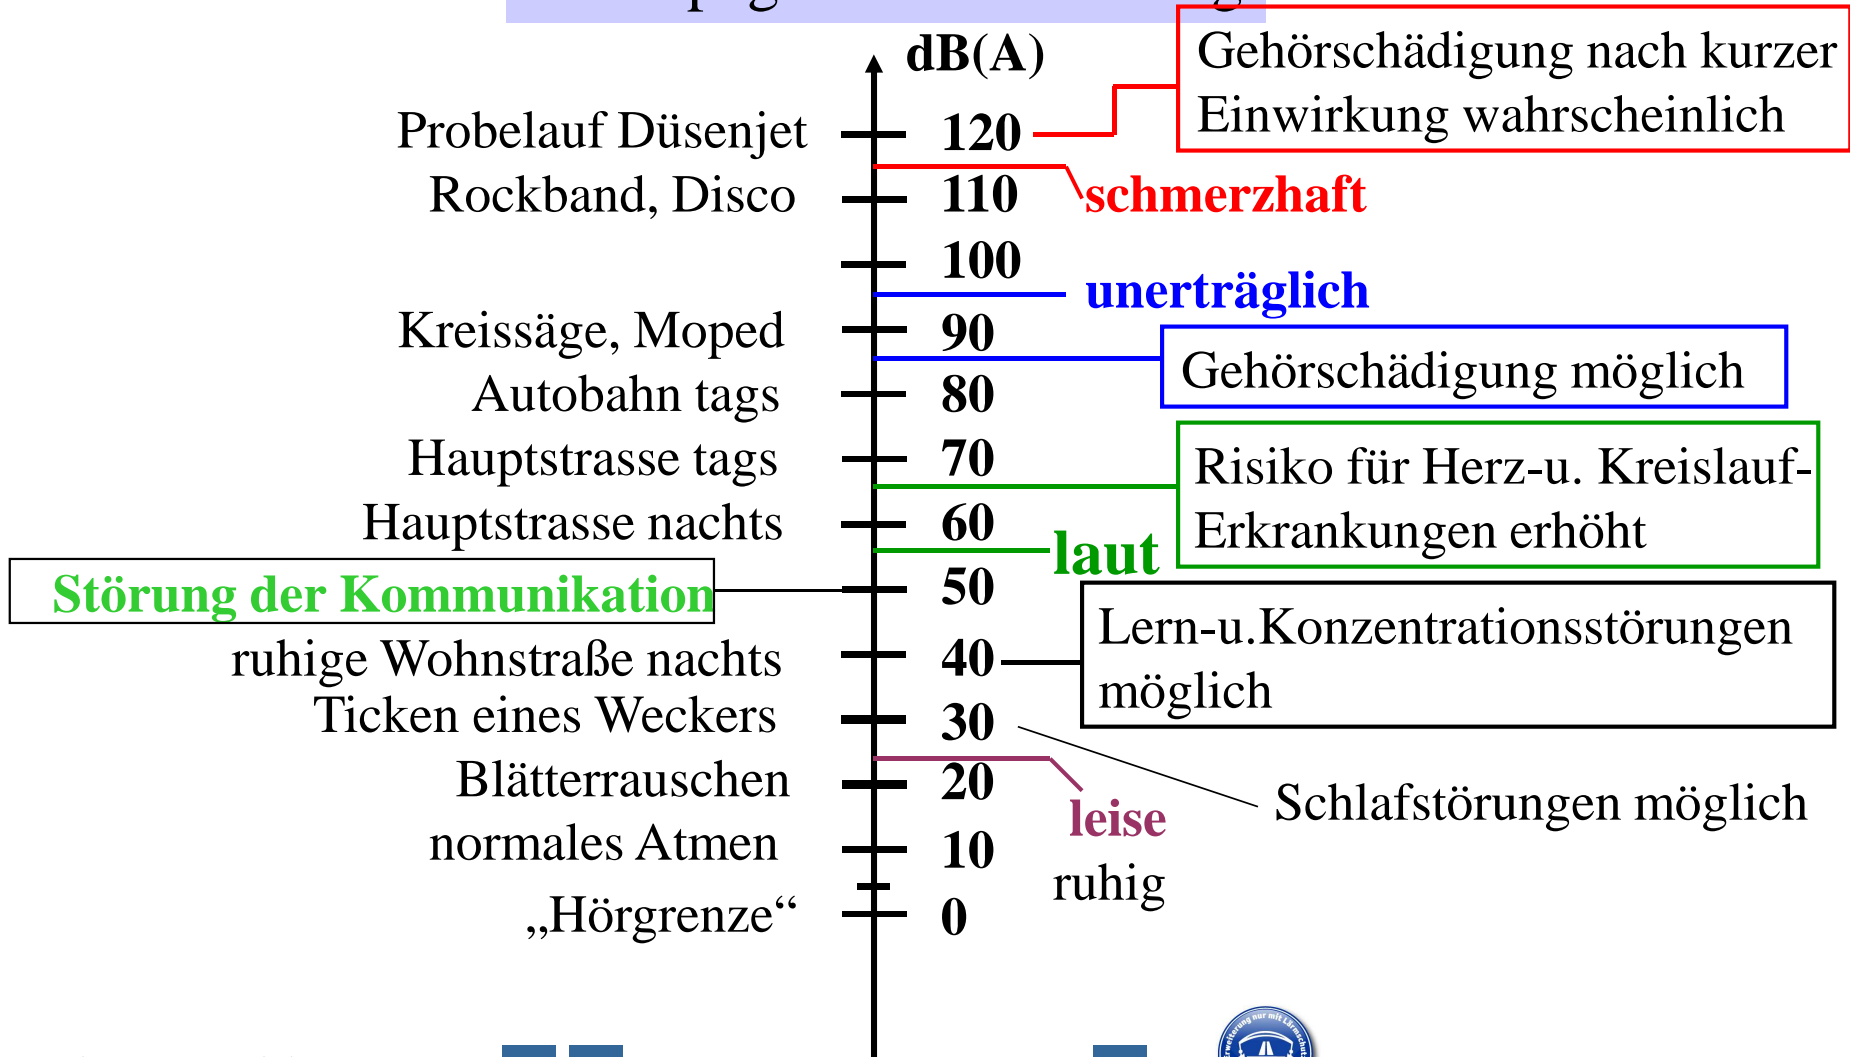 dB(A)
Gehörschädigung nach kurzer
Einwirkung wahrscheinlich
Probelauf Düsenjet 120
Rockband, Disco 110 schmerzhaft
100
unerträglich
Kreissäge, Moped 90
Gehörschädigung möglich
Autobahn tags 80
Hauptstrasse tags 70
Risiko für Herz-u. Kreislauf-
Erkrankungen erhöht
Hauptstrasse nachts 60
laut
Störung der Kommunikation 50
Lern-u.Konzentrationsstörungen
möglich
ruhige Wohnstraße nachts 40
Ticken eines Weckers 30
Blätterrauschen 20
Schlafstörungen möglich
leise
normales Atmen 10
ruhig
„Hörgrenze“ 0